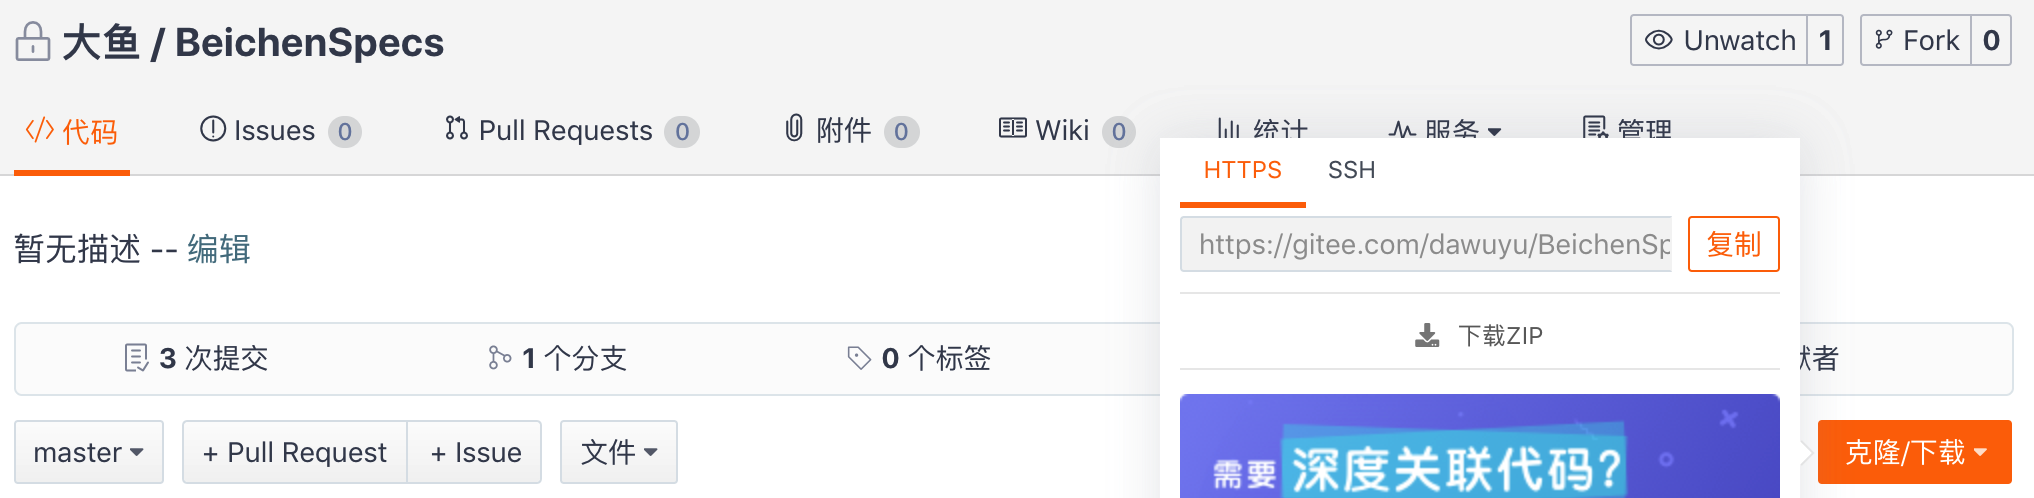 大鱼 / BeichenSpecs
Unwatch 1
Fork 0
代码
Issues 0
Pull Requests 0
附件 0
Wiki 0
统计
服务
管理
HTTPS
SSH
https://gitee.com/dawuyu/BeichenSp
复制
暂无描述 -- 编辑
下载ZIP
3 次提交
1 个分支
0 个标签
献者
master
+ Pull Request
+ Issue
文件
需要 深度关联代码?
克隆/下载